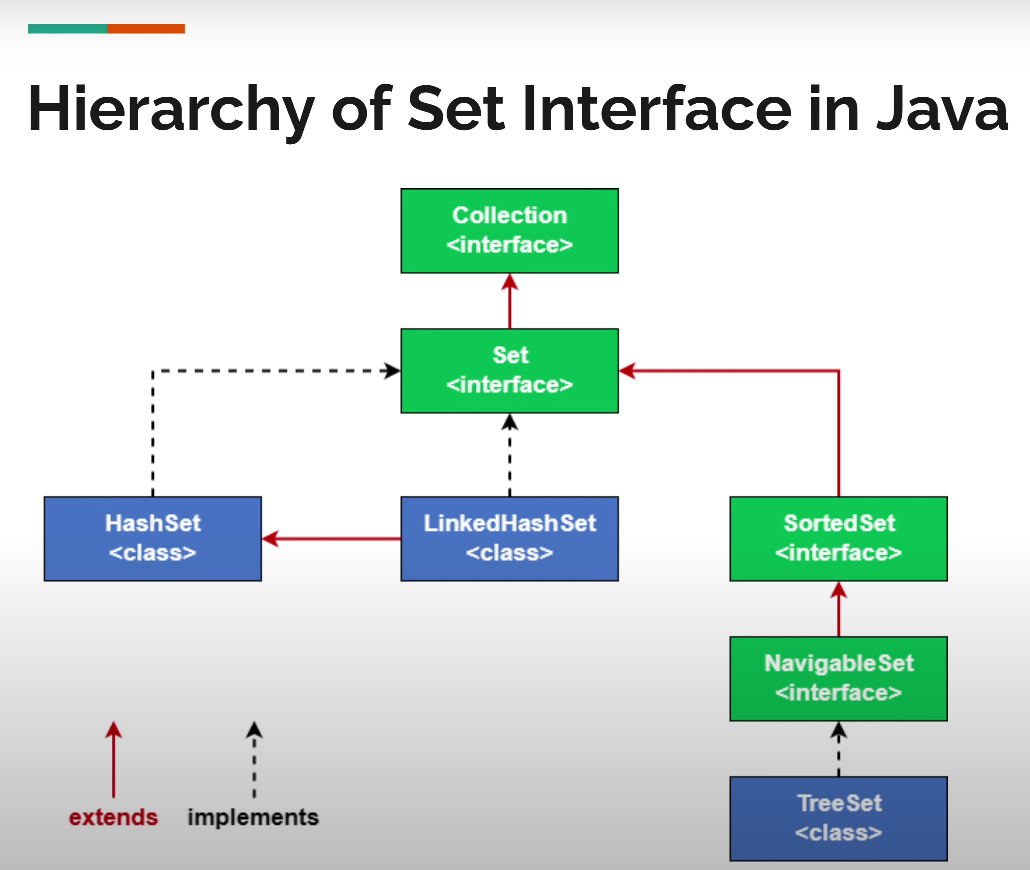 Hierarchy of Set Interface in Java
Collection
<interface>
Set
<interface>
HashSet
<class>
LinkedHashSet
<class>
SortedSet
<interface>
NavigableSet
<interface>
extends
implements
TreeSet
<class>